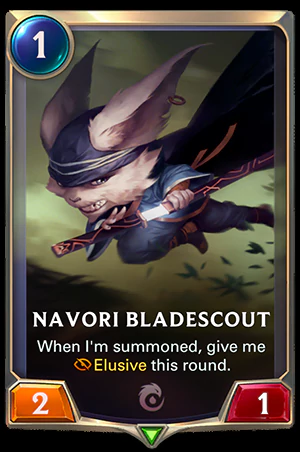 1
NAVORI BLADESCOUT
When I'm summoned, give me
Elusive this round.
2
1